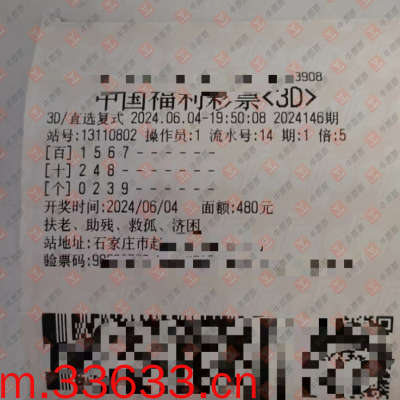 3908
中国福利彩票<3D>
3D/直选复式 2024.06.04-19:50:08 2024146期
站号:13110802 操作员:1 流水号:14 期:1 倍:5
[百]1567------
[十]248-------
[个]0239------
开奖时间:2024/06/04 面额:480元
扶老、助残、救孤、济困
站地址:石家庄市
验票码:
m.33633.cn